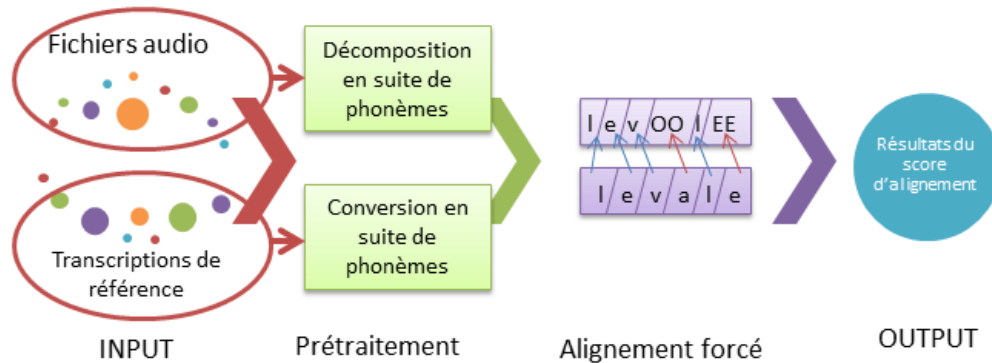 Fichiers audio
Décomposition
en suite de
phonèmes
l e v OO l EE
l e v a l e
Résultats du
score
d'alignement
Transcriptions de
référence
Conversion en
suite de
phonèmes
INPUT
Prétraitement
Alignement forcé
OUTPUT